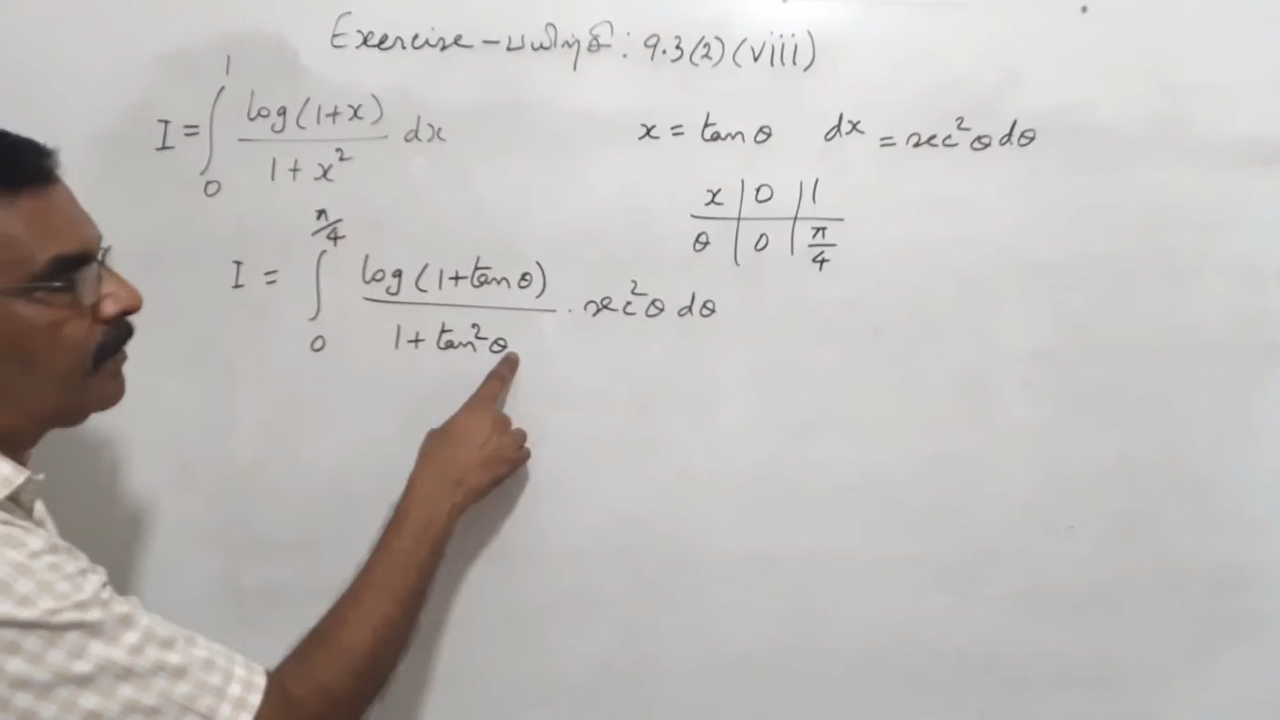 Exercise - பயிற்சி : 9.3(2)(viii)
I = ∫₀¹ log(1+x) / (1+x²) dx
x = tan θ dx = sec²θ dθ
x | 0 | 1
θ | 0 | π/4
I = ∫₀^(π/4) log(1+tan θ) / (1+tan²θ) · sec²θ dθ